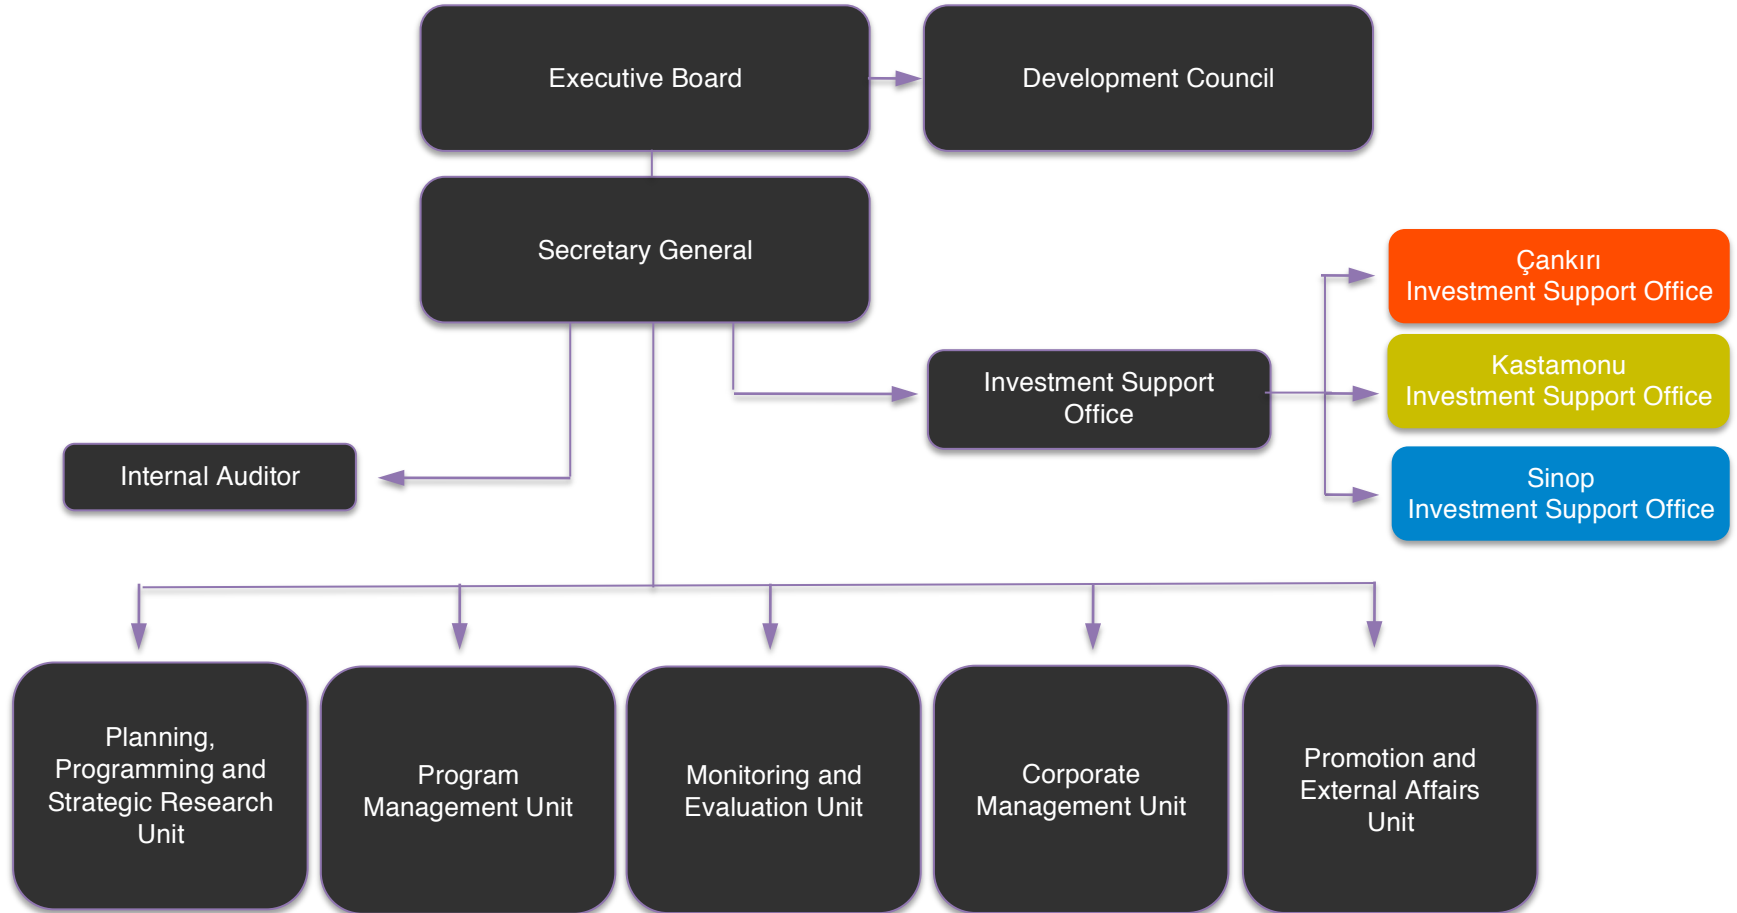 Executive Board
Development Council
Secretary General
Çankırı
Investment Support Office
Kastamonu
Investment Support Office
Investment Support
Office
Sinop
Investment Support Office
Internal Auditor
Planning,
Programming and
Strategic Research
Unit
Program
Management Unit
Monitoring and
Evaluation Unit
Corporate
Management Unit
Promotion and
External Affairs
Unit